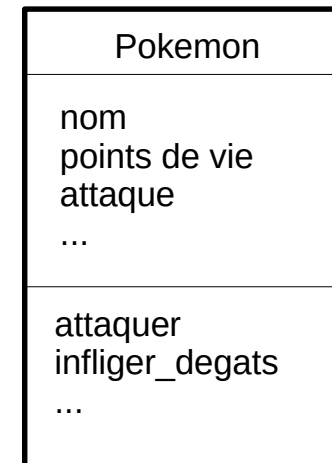 Pokemon
nom
points de vie
attaque
...
attaquer
infliger_degats
...